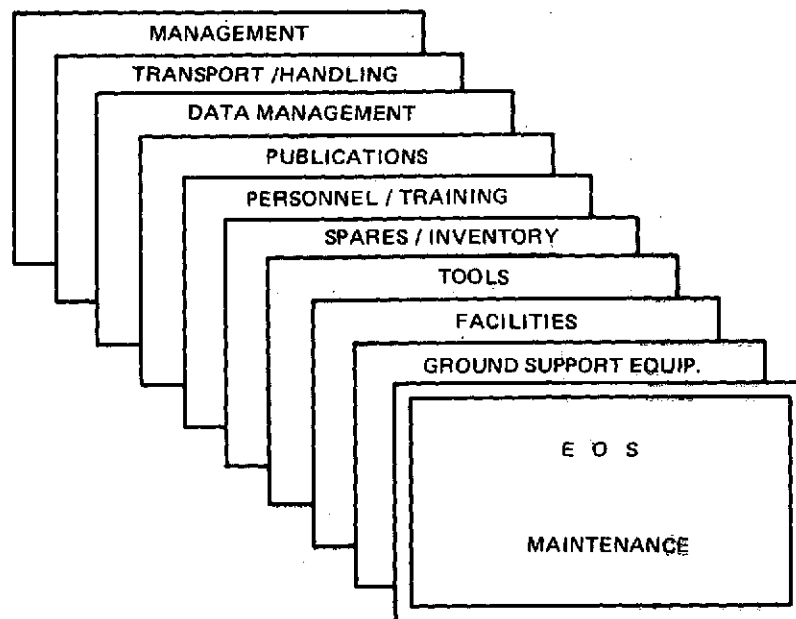 MANAGEMENT
TRANSPORT / HANDLING
DATA MANAGEMENT
PUBLICATIONS
PERSONNEL / TRAINING
SPARES / INVENTORY
TOOLS
FACILITIES
GROUND SUPPORT EQUIP.
E O S
MAINTENANCE